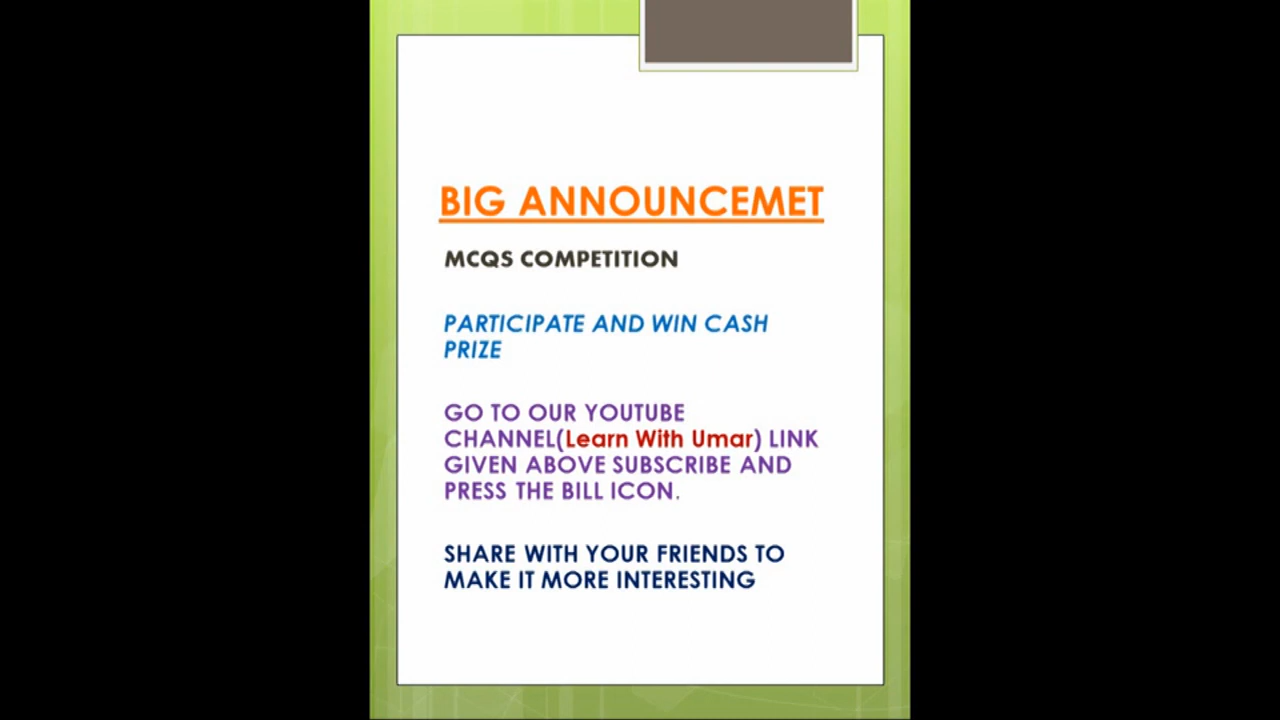 BIG ANNOUNCEMET
MCQS COMPETITION
PARTICIPATE AND WIN CASH
PRIZE
GO TO OUR YOUTUBE
CHANNEL(Learn With Umar) LINK
GIVEN ABOVE SUBSCRIBE AND
PRESS THE BILL ICON.
SHARE WITH YOUR FRIENDS TO
MAKE IT MORE INTERESTING